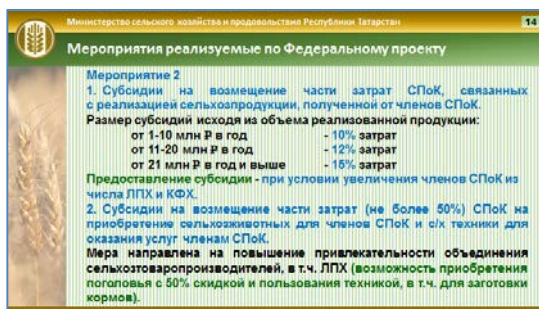 Министерство сельского хозяйства и продовольствия Республики Татарстан
14
Мероприятия реализуемые по Федеральному проекту
Мероприятие 2
1. Субсидии на возмещение части затрат СПоК, связанных
с реализацией сельхозпродукции, полученной от членов СПоК.
Размер субсидий исходя из объема реализованной продукции:
от 1-10 млн ₽ в год - 10% затрат
от 11-20 млн ₽ в год - 12% затрат
от 21 млн ₽ в год и выше - 15% затрат
Предоставление субсидии - при условии увеличения членов СПоК из
числа ЛПХ и КФХ.
2. Субсидии на возмещение части затрат (не более 50%) СПоК на
приобретение сельхозживотных для членов СПоК и с/х техники для
оказания услуг членам СПоК.
Мера направлена на повышение привлекательности объединения
сельхозтоваропроизводителей, в т.ч. ЛПХ (возможность приобретения
поголовья с 50% скидкой и пользования техникой, в т.ч. для заготовки
кормов).